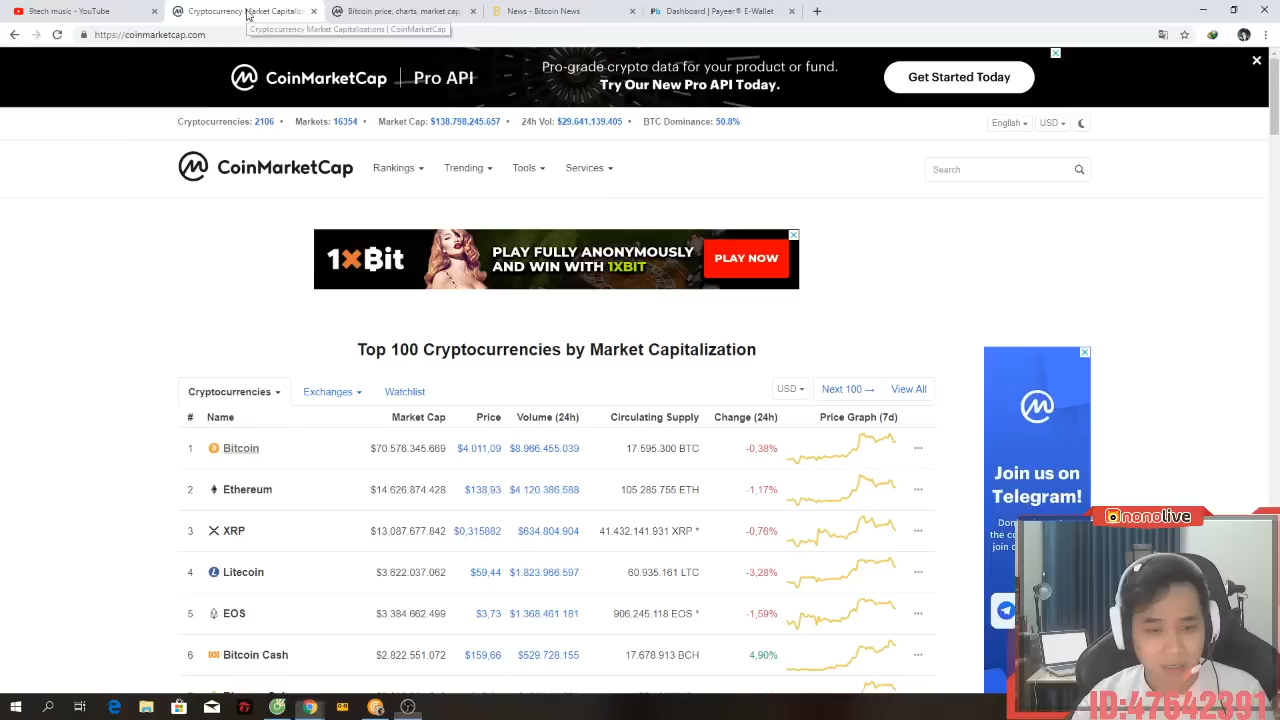 9tech music - YouTube
Cryptocurrency Market Capitaliz
Bitcoin price, charts, market cap
News - Bitcoin News
Pb Dashboard | Payeer® E-Wallet
https://coinmarketcap.com
Cryptocurrency Market Capitalizations | CoinMarketCap
CoinMarketCap | Pro API
Pro-grade crypto data for your product or fund.
Try Our New Pro API Today.
Get Started Today
Cryptocurrencies: 2106 • Markets: 16354 • Market Cap: $138.798.245.657 • 24h Vol: $29.641.139.405 • BTC Dominance: 50.8%
English USD
CoinMarketCap Rankings Trending Tools Services Search
1XBit
PLAY FULLY ANONYMOUSLY
AND WIN WITH 1XBIT
PLAY NOW
Top 100 Cryptocurrencies by Market Capitalization
Cryptocurrencies Exchanges Watchlist USD Next 100 → View All
# Name Market Cap Price Volume (24h) Circulating Supply Change (24h) Price Graph (7d)
1 Bitcoin $70.576.345.669 $4.011,09 $8.966.455.039 17.595.300 BTC -0,38%
2 Ethereum $14.626.874.428 $138,93 $4.120.386.588 105.285.755 ETH -1,17%
3 XRP $13.087.671.842 $0,315882 $634.804.904 41.432.141.931 XRP * -0,76%
4 Litecoin $3.622.037.062 $59,44 $1.823.966.597 60.935.161 LTC -3,28%
5 EOS $3.384.662.499 $3,73 $1.368.461.181 906.245.118 EOS * -1,59%
6 Bitcoin Cash $2.822.551.072 $159,66 $529.728.155 17.678.913 BCH 4,90%
Join us on
Telegram!
nonolive
ID:47642391